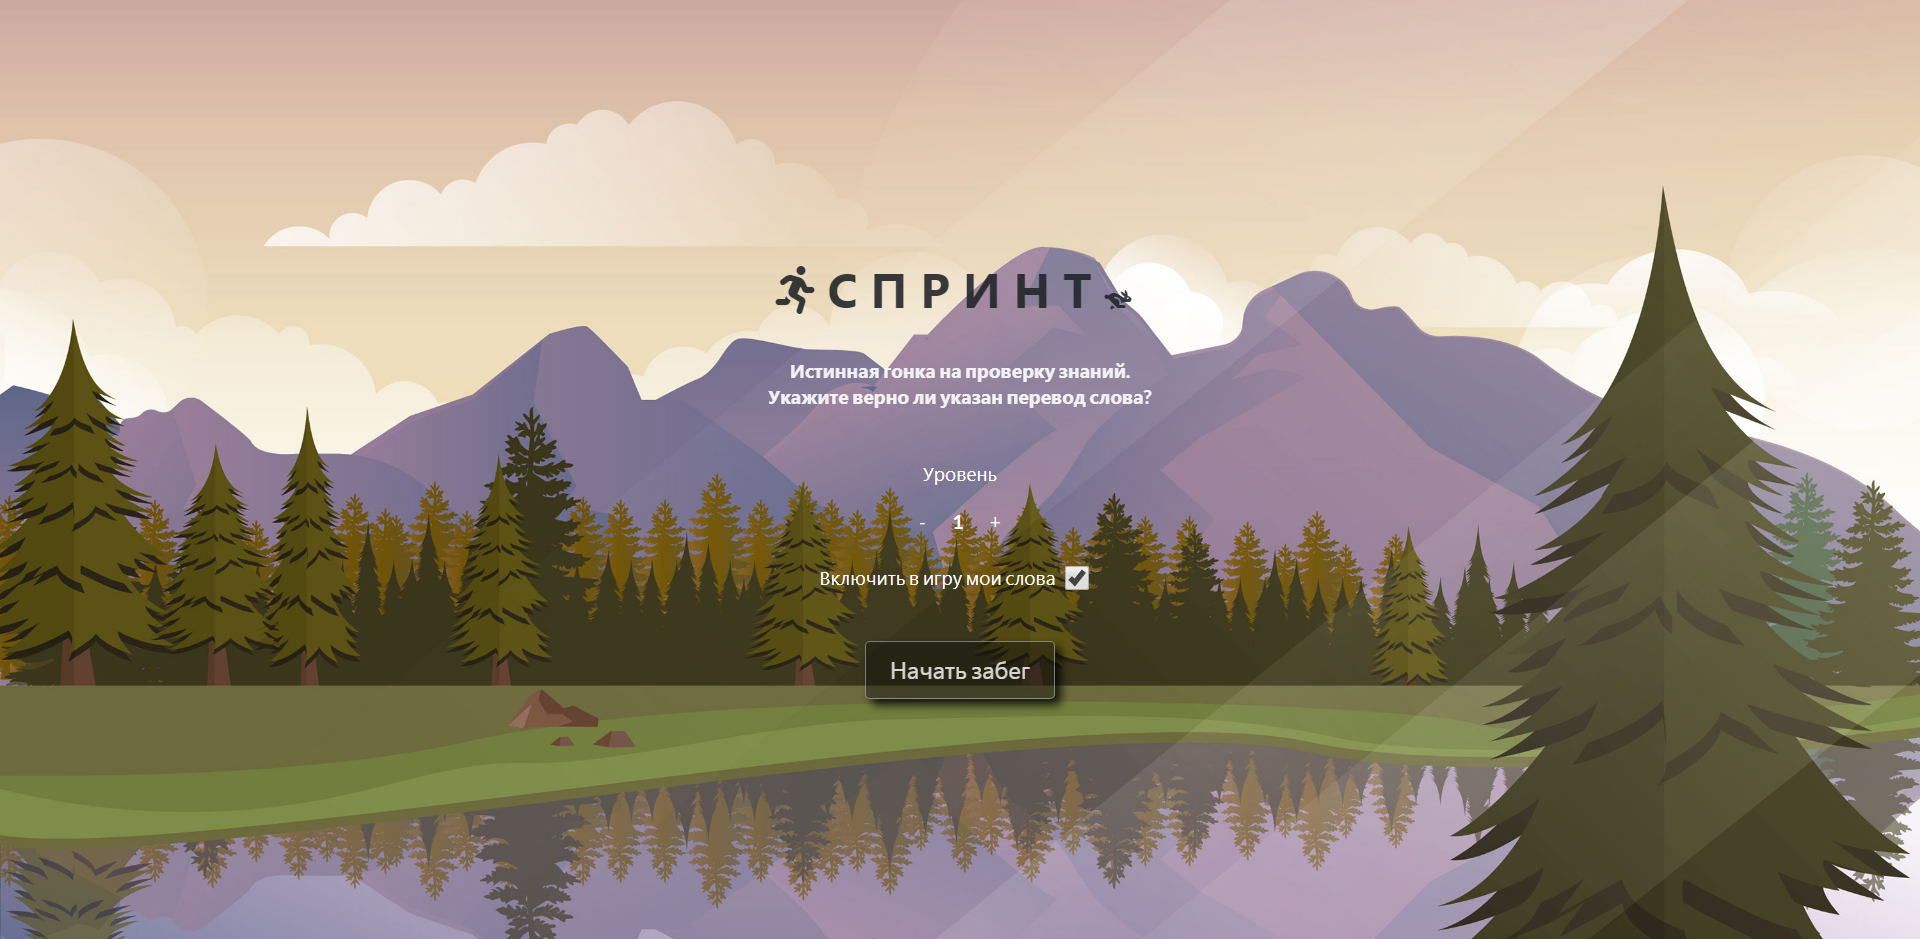 СПРИНТ
Истинная гонка на проверку знаний.
Укажите верно ли указан перевод слова?
Уровень
- 1 +
Включить в игру мои слова
Начать забег